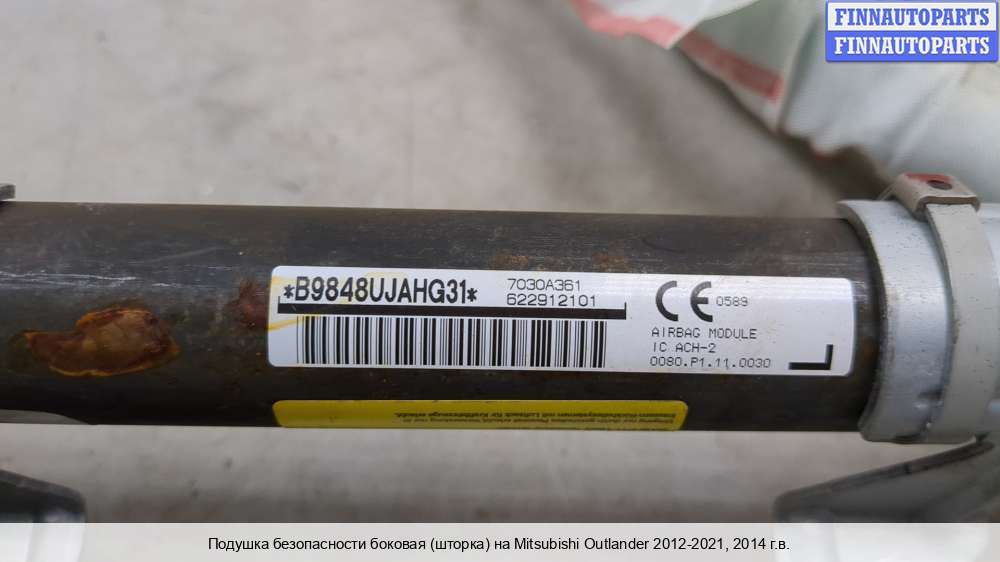 FINNAUTOPARTS
FINNAUTOPARTS
*B9848UJAHG31*
7030A361
622912101
CE 0589
AIRBAG MODULE
IC ACH-2
0080.P1.11.0030
Подушка безопасности боковая (шторка) на Mitsubishi Outlander 2012-2021, 2014 г.в.